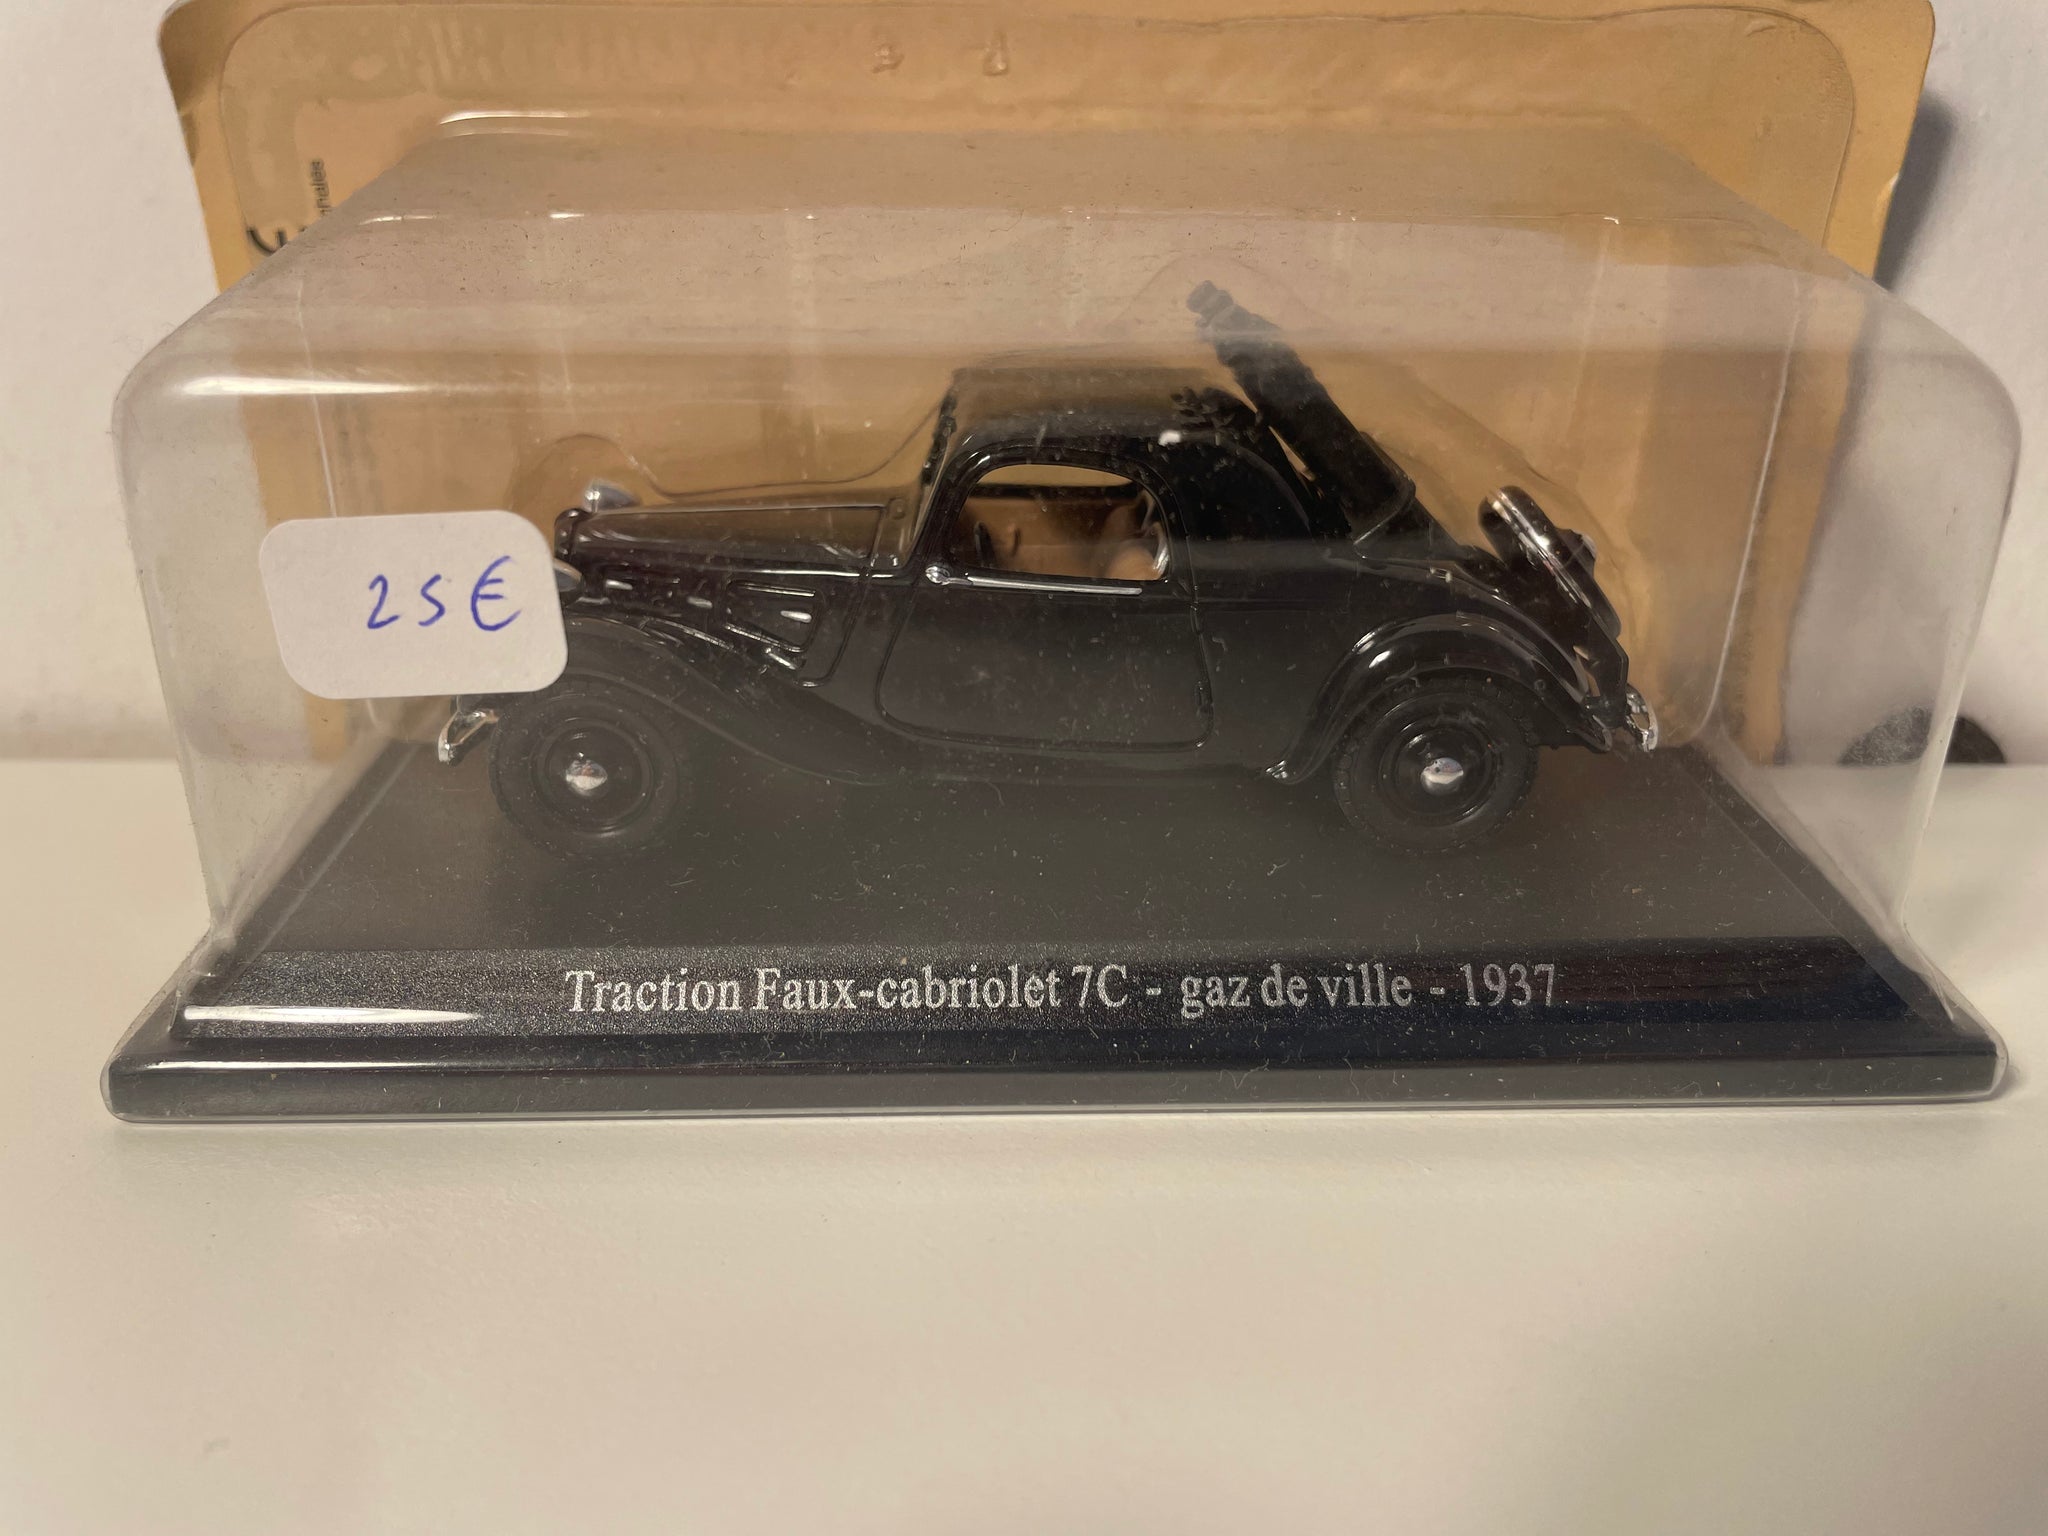 25€
Traction Faux-cabriolet 7C - gaz de ville - 1937